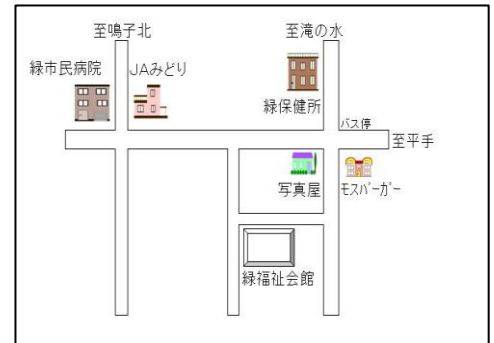 至鳴子北
至滝の水
緑市民病院
JAみどり
緑保健所
バス停
至平手
写真屋
モスバーガー
緑福祉会館